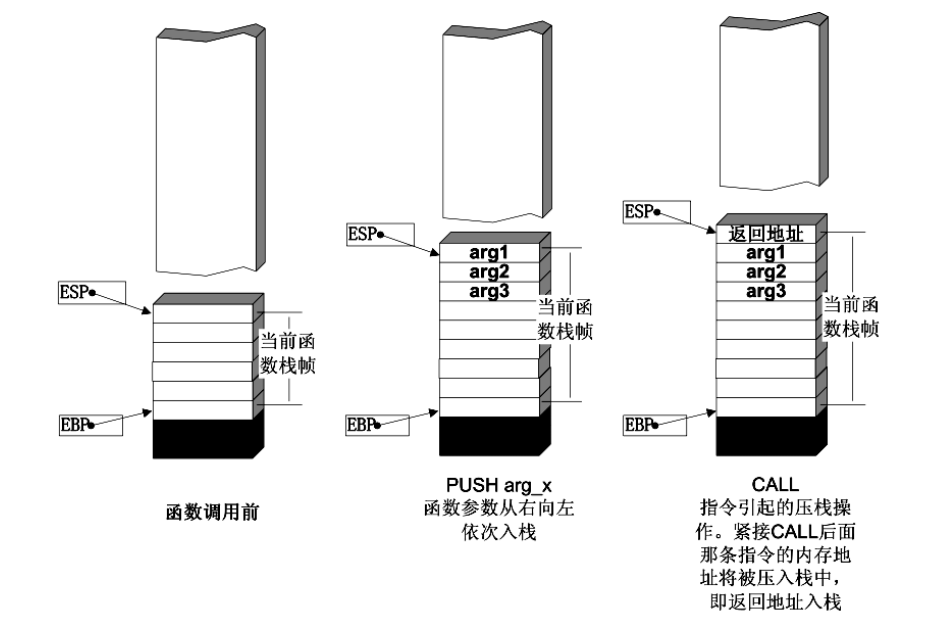 ESP
当前函
数栈帧
EBP
函数调用前
ESP
arg1
arg2
arg3
当前函
数栈帧
EBP
PUSH arg_x
函数参数从右向左
依次入栈
ESP
返回地址
arg1
arg2
arg3
当前函
数栈帧
EBP
CALL
指令引起的压栈操
作。紧接CALL后面
那条指令的内存地
址将被压入栈中，
即返回地址入栈